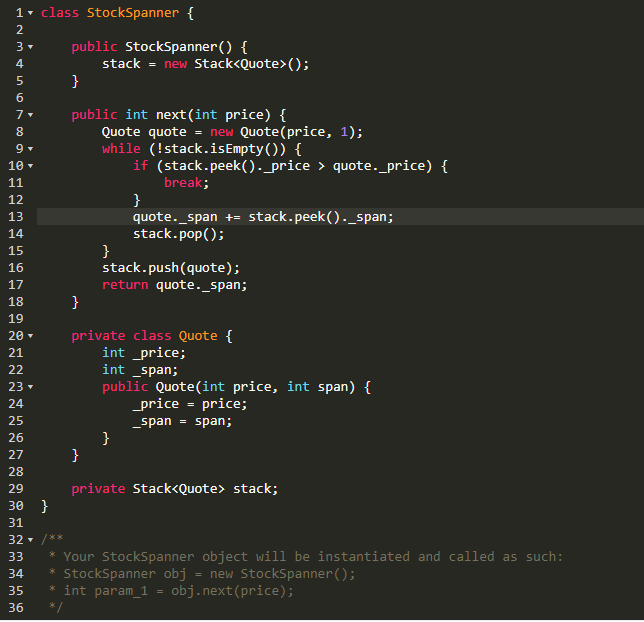 1 class StockSpanner {
2
3     public StockSpanner() {
4         stack = new Stack<Quote>();
5     }
6
7     public int next(int price) {
8         Quote quote = new Quote(price, 1);
9         while (!stack.isEmpty()) {
10             if (stack.peek()._price > quote._price) {
11                 break;
12             }
13             quote._span += stack.peek()._span;
14             stack.pop();
15         }
16         stack.push(quote);
17         return quote._span;
18     }
19
20     private class Quote {
21         int _price;
22         int _span;
23         public Quote(int price, int span) {
24             _price = price;
25             _span = span;
26         }
27     }
28
29     private Stack<Quote> stack;
30 }
31
32 /**
33  * Your StockSpanner object will be instantiated and called as such:
34  * StockSpanner obj = new StockSpanner();
35  * int param_1 = obj.next(price);
36  */